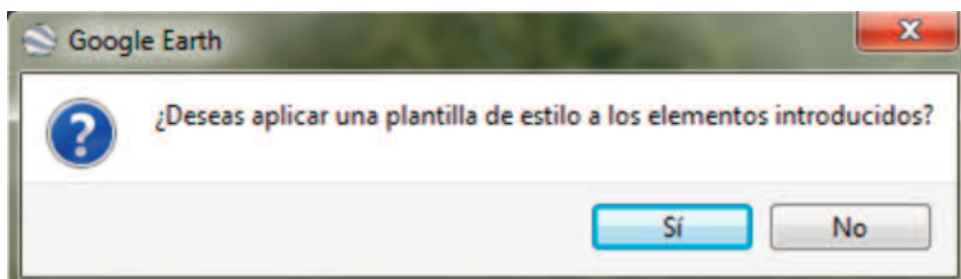 Google Earth
¿Deseas aplicar una plantilla de estilo a los elementos introducidos?
Sí
No